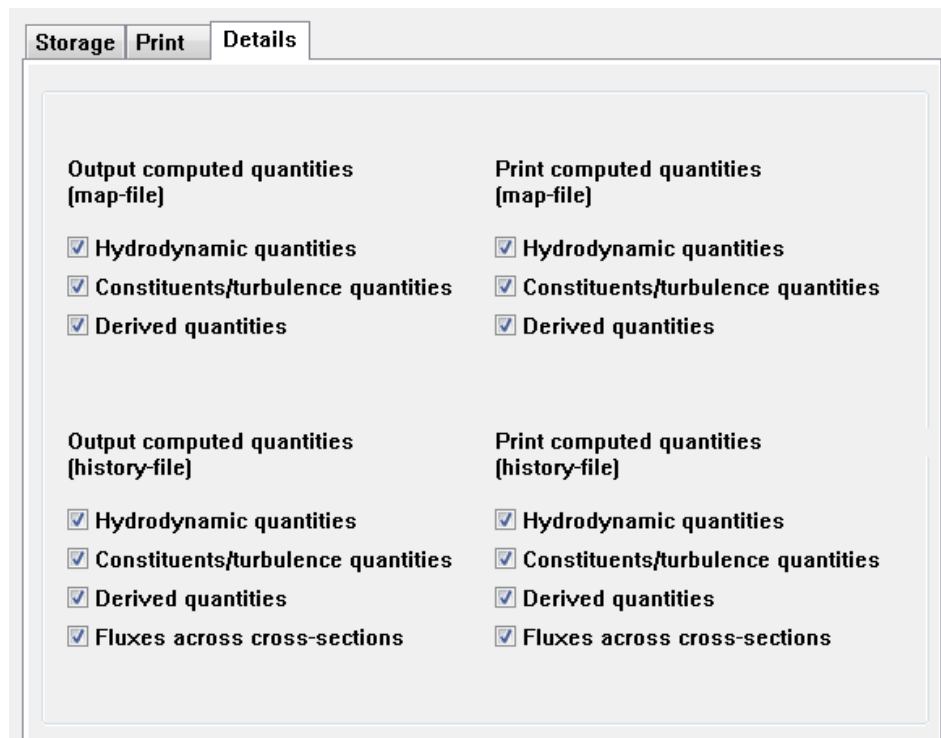 Storage Print Details
Output computed quantities
(map-file)
Hydrodynamic quantities
Constituents/turbulence quantities
Derived quantities
Print computed quantities
(map-file)
Hydrodynamic quantities
Constituents/turbulence quantities
Derived quantities
Output computed quantities
(history-file)
Hydrodynamic quantities
Constituents/turbulence quantities
Derived quantities
Fluxes across cross-sections
Print computed quantities
(history-file)
Hydrodynamic quantities
Constituents/turbulence quantities
Derived quantities
Fluxes across cross-sections